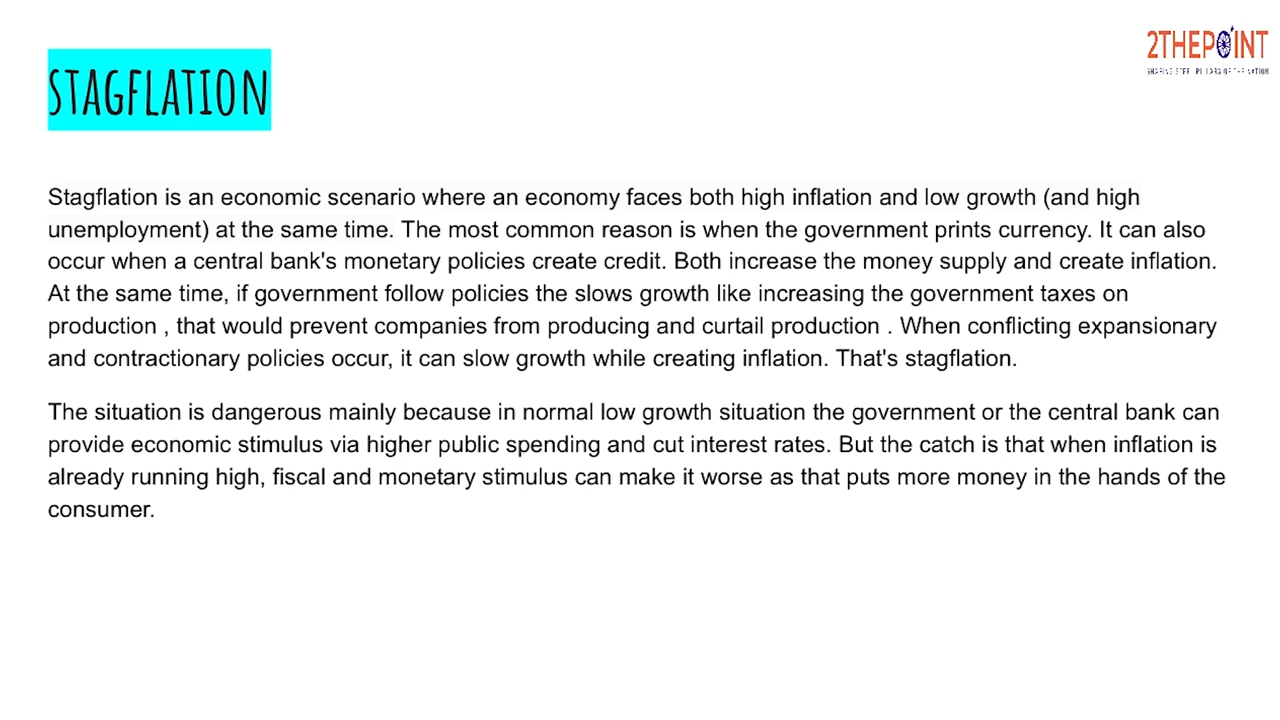 STAGFLATION
2THEPOINT
Stagflation is an economic scenario where an economy faces both high inflation and low growth (and high
unemployment) at the same time. The most common reason is when the government prints currency. It can also
occur when a central bank's monetary policies create credit. Both increase the money supply and create inflation.
At the same time, if government follow policies the slows growth like increasing the government taxes on
production , that would prevent companies from producing and curtail production . When conflicting expansionary
and contractionary policies occur, it can slow growth while creating inflation. That's stagflation.
The situation is dangerous mainly because in normal low growth situation the government or the central bank can
provide economic stimulus via higher public spending and cut interest rates. But the catch is that when inflation is
already running high, fiscal and monetary stimulus can make it worse as that puts more money in the hands of the
consumer.